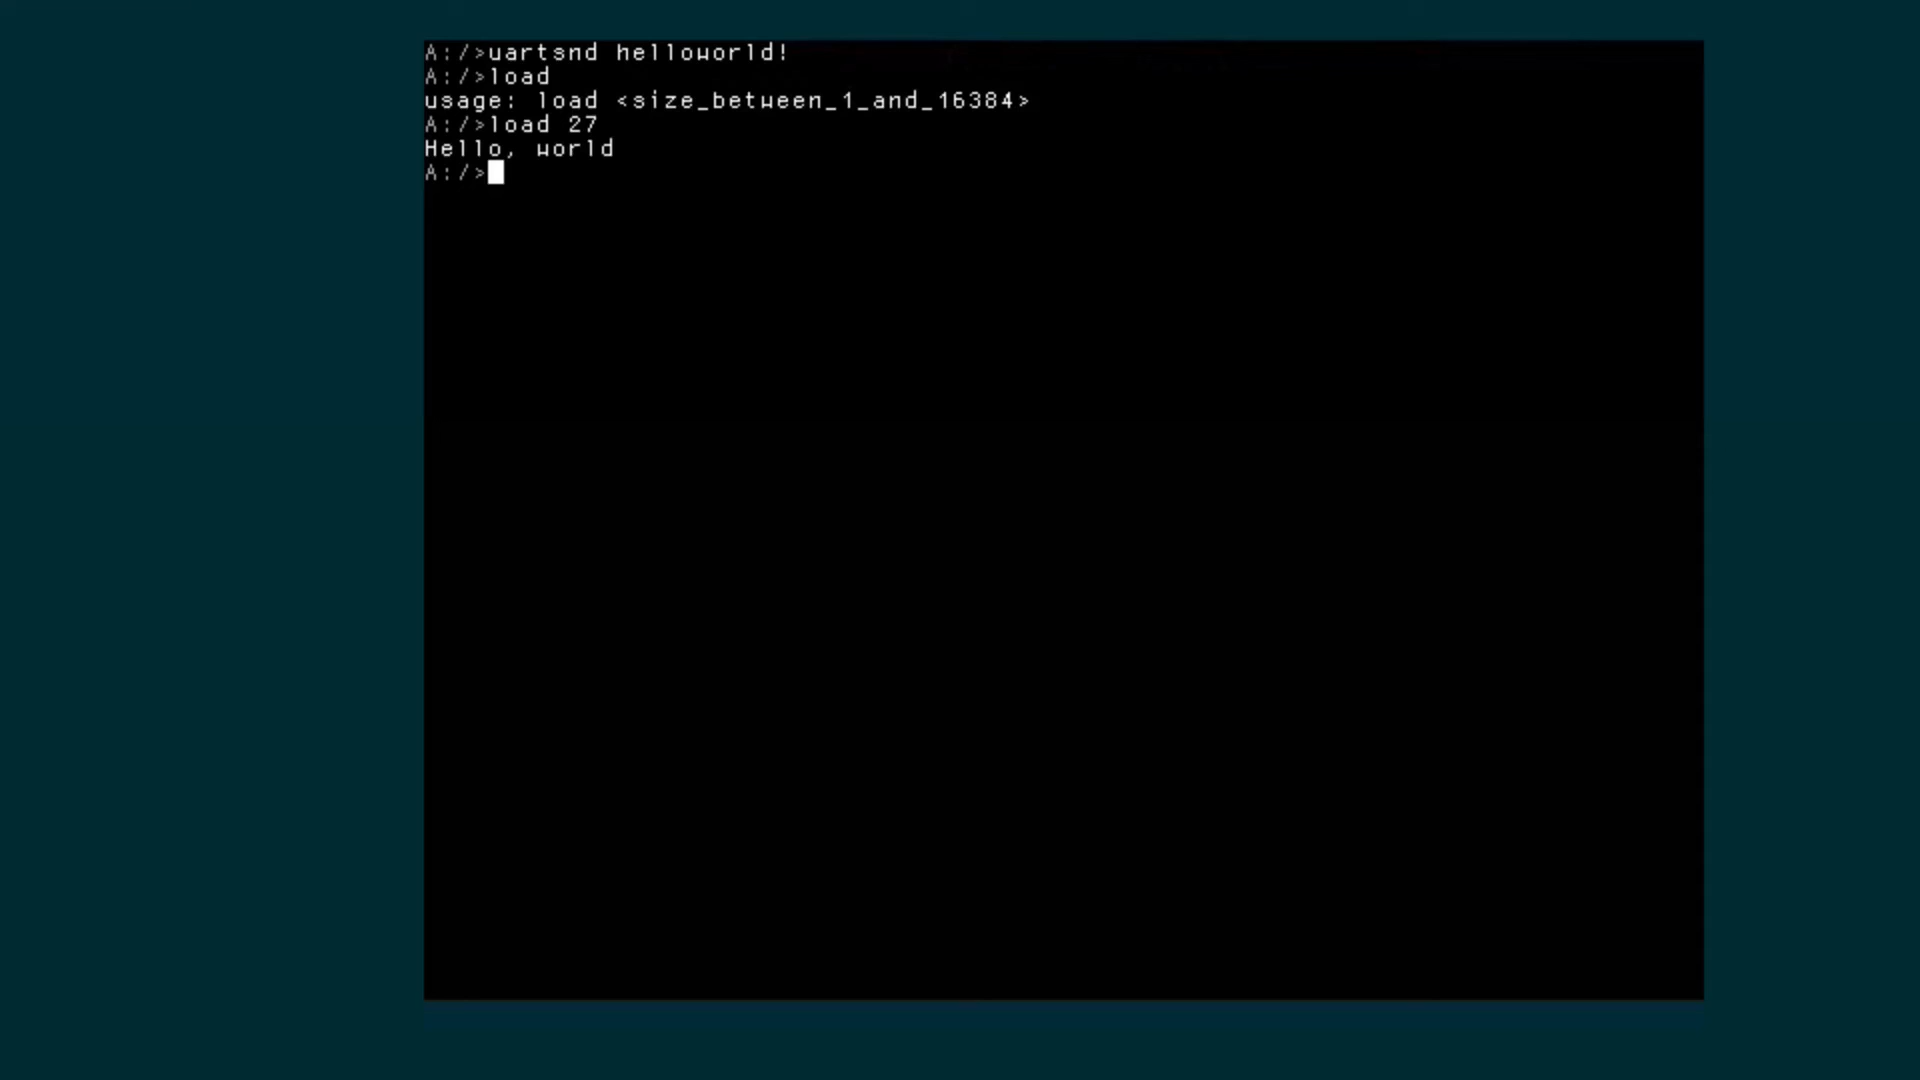 A:/>uartsnd helloworld!
A:/>load
usage: load <size_between_1_and_16384>
A:/>load 27
Hello, world
A:/>